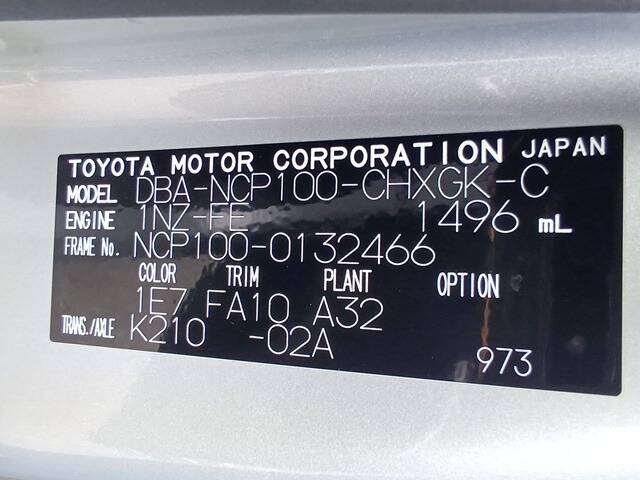 TOYOTA MOTOR CORPORATION JAPAN
MODEL DBA-NCP100-CHXGK-C
ENGINE 1NZ-FE 1496 mL
FRAME No. NCP100-0132466
COLOR TRIM PLANT OPTION
1E7 FA10 A32
TRANS./AXLE K210 -02A
973